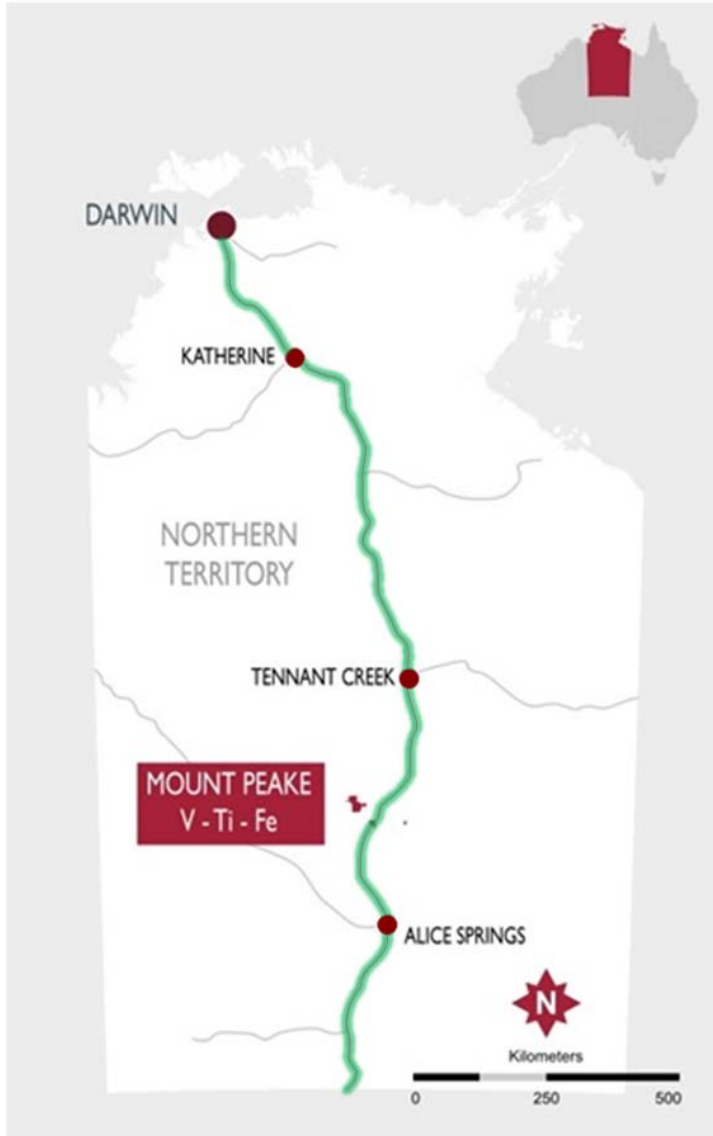 DARWIN
KATHERINE
NORTHERN
TERRITORY
TENNANT CREEK
MOUNT PEAKE
V - Ti - Fe
ALICE SPRINGS
N
Kilometers
0 250 500